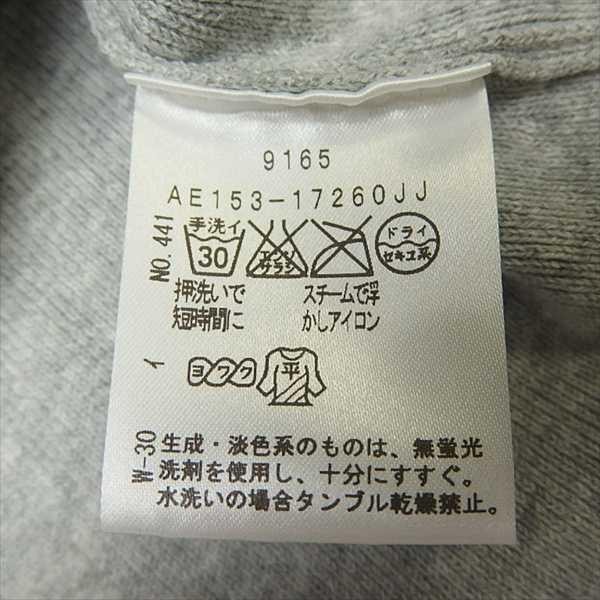 9165
AE153-17260JJ
NO.441
手洗イ
30
エンソ
サラシ
ドライ
セキユ系
押洗いで
短時間に
スチームで浮
かしアイロン
1
ヨワク
平
W-30
生成・淡色系のものは、無蛍光
洗剤を使用し、十分にすすぐ。
水洗いの場合タンブル乾燥禁止。